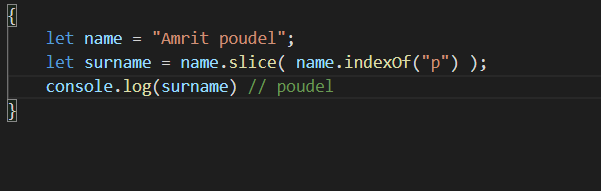 {
    let name = "Amrit poudel";
    let surname = name.slice( name.indexOf("p") );
    console.log(surname) // poudel
}